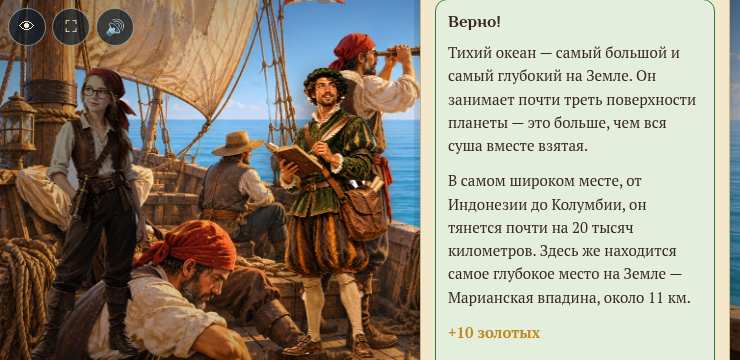 Верно!
Тихий океан — самый большой и
самый глубокий на Земле. Он
занимает почти треть поверхности
планеты — это больше, чем вся
суша вместе взятая.
В самом широком месте, от
Индонезии до Колумбии, он
тянется почти на 20 тысяч
километров. Здесь же находится
самое глубокое место на Земле —
Марианская впадина, около 11 км.
+10 золотых